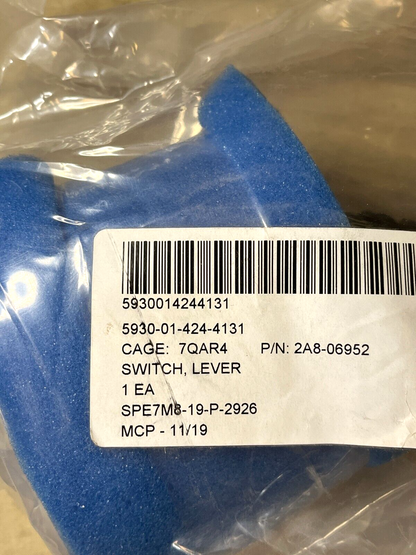 5930014244131
5930-01-424-4131
CAGE: 7QAR4 P/N: 2A8-06952
SWITCH, LEVER
1 EA
SPE7M8-19-P-2926
MCP - 11/19